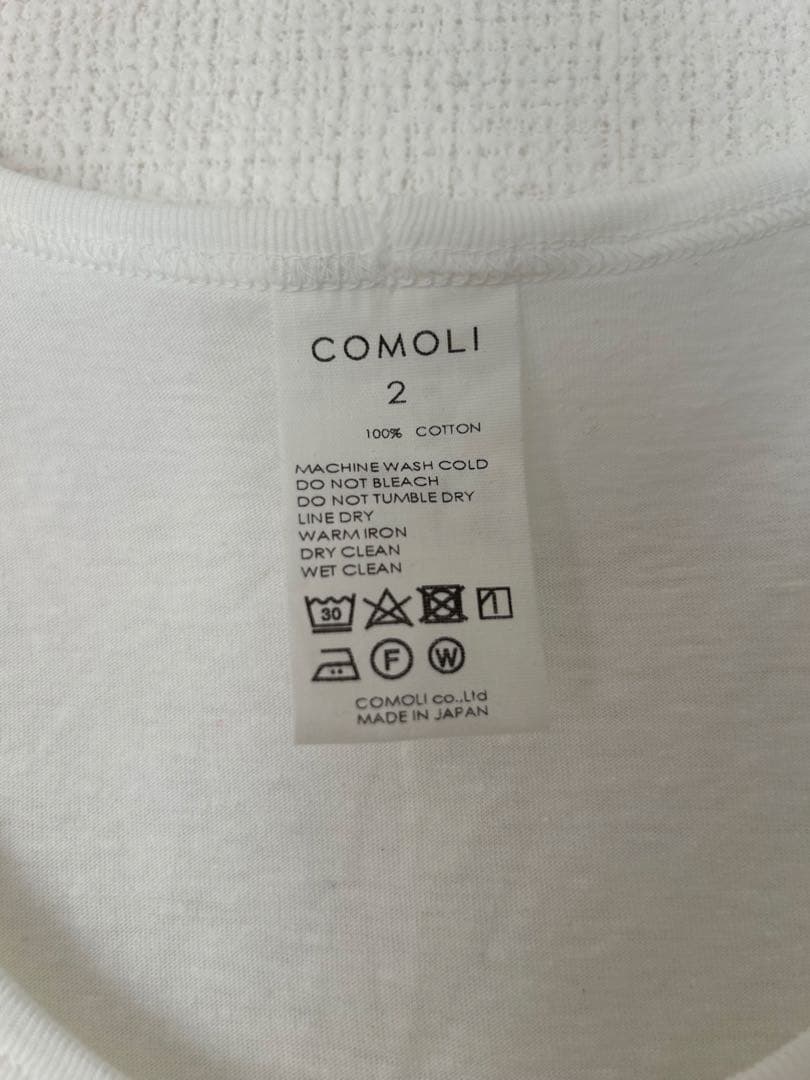 COMOLI
2
100% COTTON
MACHINE WASH COLD
DO NOT BLEACH
DO NOT TUMBLE DRY
LINE DRY
WARM IRON
DRY CLEAN
WET CLEAN
30
F W
COMOLI co.,Ltd
MADE IN JAPAN